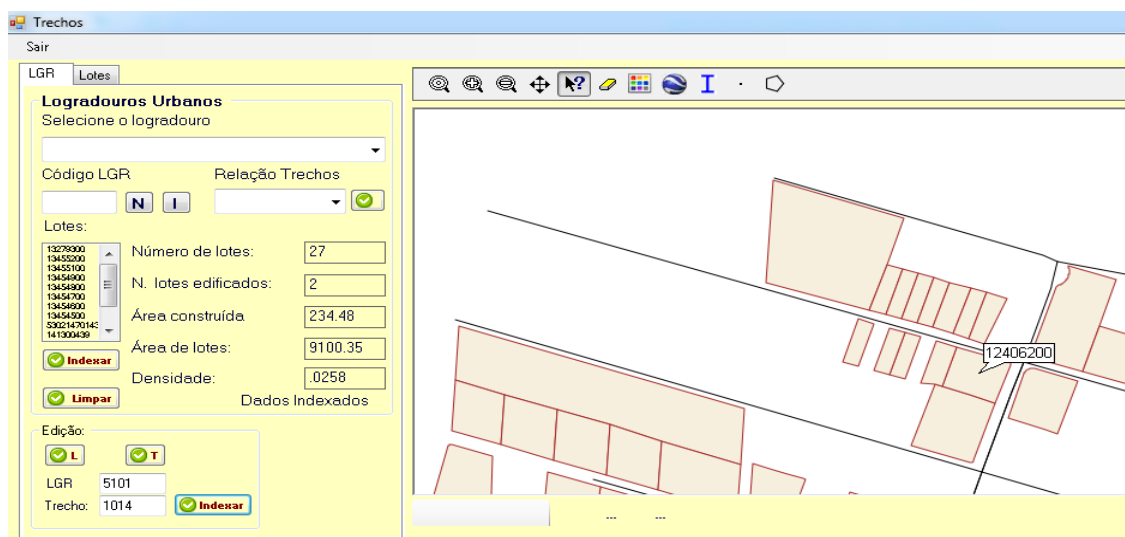 Trechos
Sair
LGR Lotes
Logradouros Urbanos
Selecione o logradouro
Código LGR Relação Trechos
N I
Lotes:
13279300
13455200
13455100
13454900
13454800
13454700
13454600
13454500
53021470143
141300439
Número de lotes: 27
N. lotes edificados: 2
Área construída 234.48
Área de lotes: 9100.35
Densidade: .0258
Indexar
Limpar
Dados Indexados
Edição:
L T
LGR 5101
Trecho: 1014 Indexar
12406200
... ...